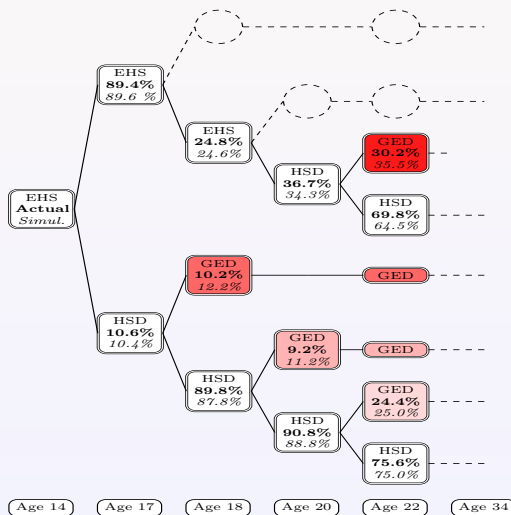 EHS
89.4%
89.6 %
EHS
24.8%
24.6%
GED
30.2%
35.5%
HSD
36.7%
34.3%
HSD
69.8%
64.5%
EHS
Actual
Simul.
GED
10.2%
12.2%
GED
HSD
10.6%
10.4%
GED
9.2%
11.2%
GED
HSD
89.8%
87.8%
GED
24.4%
25.0%
HSD
90.8%
88.8%
HSD
75.6%
75.0%
Age 14 Age 17 Age 18 Age 20 Age 22 Age 34